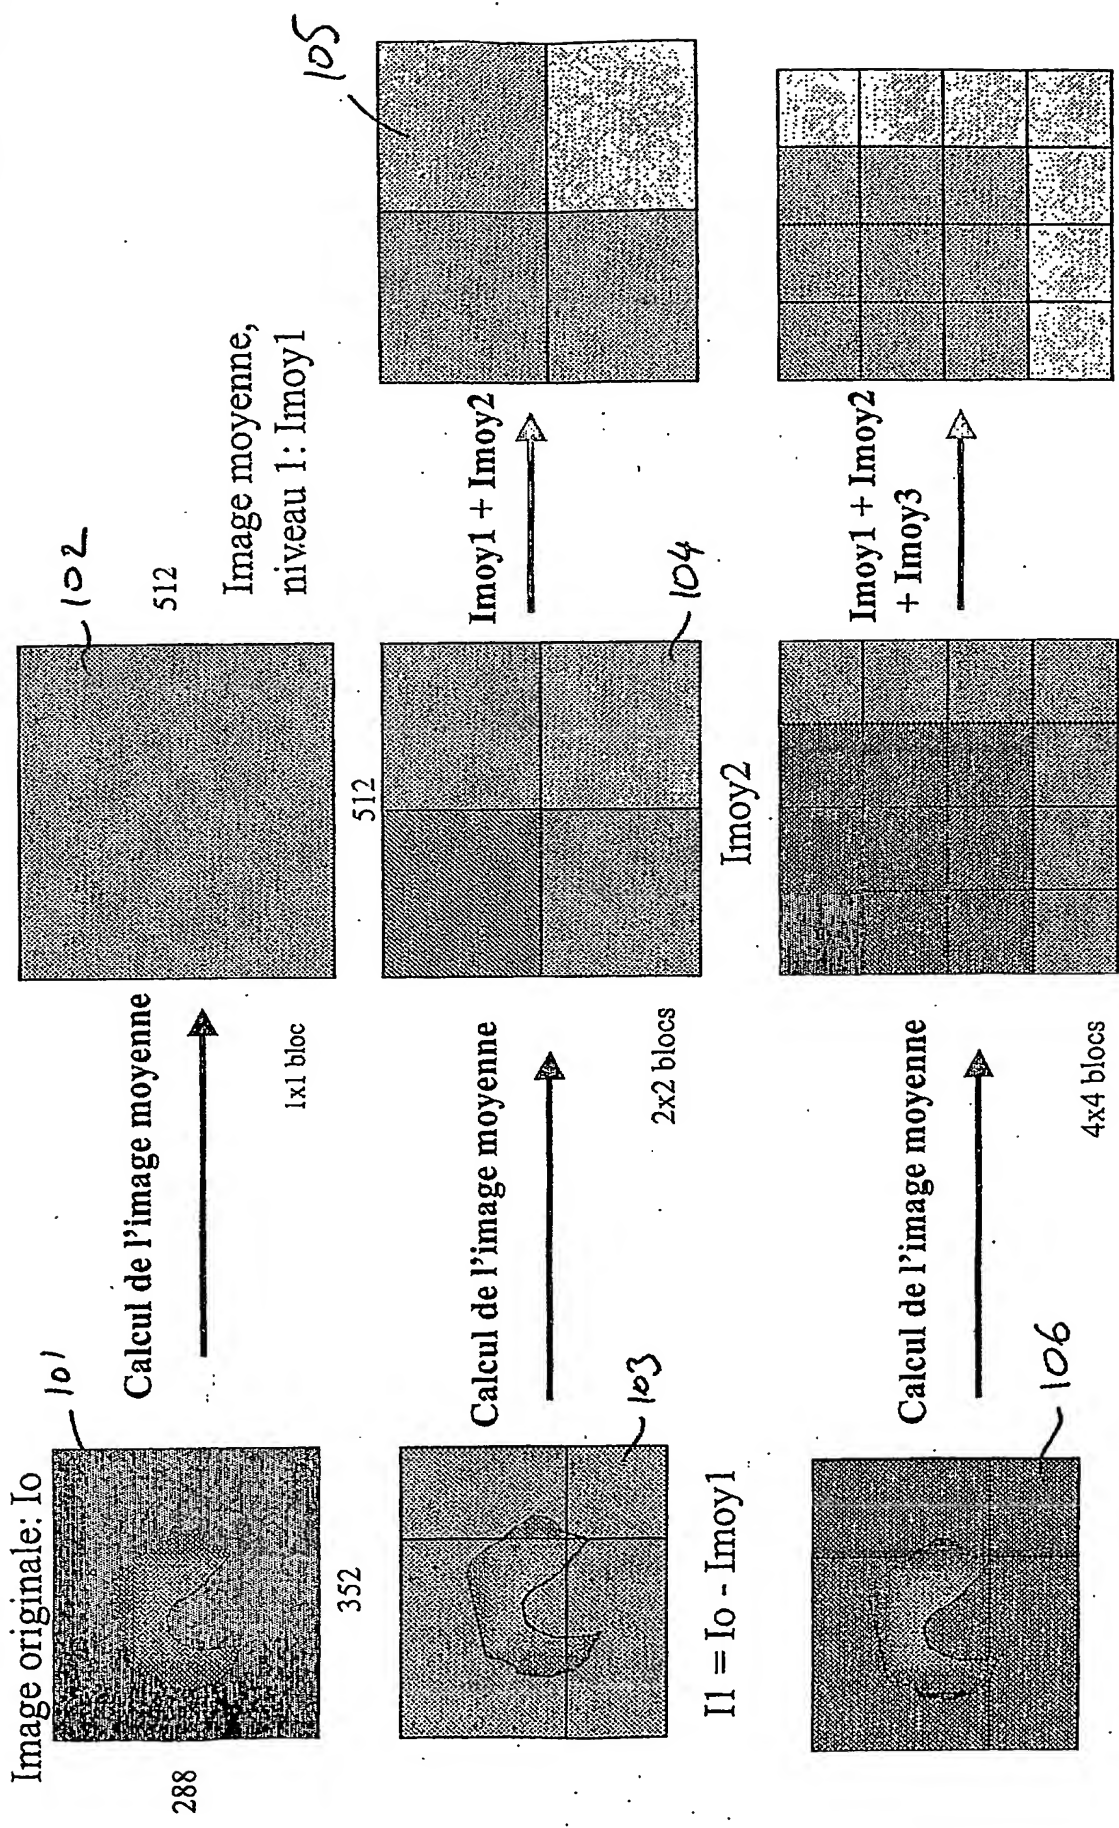 Image originale: Io
101
288
352
Calcul de l'image moyenne
1x1 bloc
102
512
512
Image moyenne,
niveau 1: Imoy1
103
I1 = Io - Imoy1
Calcul de l'image moyenne
2x2 blocs
104
Imoy2
Imoy1 + Imoy2
105
106
Calcul de l'image moyenne
4x4 blocs
Imoy1 + Imoy2
+ Imoy3